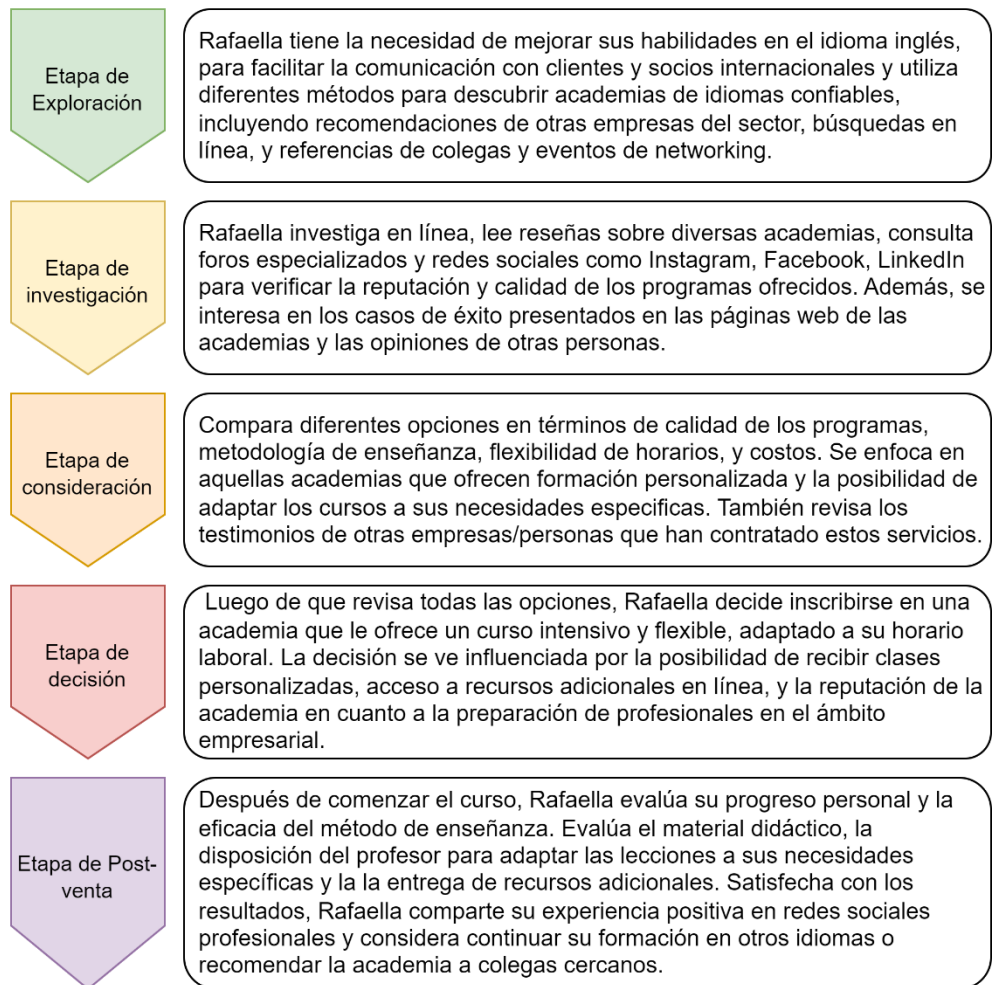 Etapa de
Exploración
Rafaella tiene la necesidad de mejorar sus habilidades en el idioma inglés,
para facilitar la comunicación con clientes y socios internacionales y utiliza
diferentes métodos para descubrir academias de idiomas confiables,
incluyendo recomendaciones de otras empresas del sector, búsquedas en
línea, y referencias de colegas y eventos de networking.
Etapa de
investigación
Rafaella investiga en línea, lee reseñas sobre diversas academias, consulta
foros especializados y redes sociales como Instagram, Facebook, LinkedIn
para verificar la reputación y calidad de los programas ofrecidos. Además, se
interesa en los casos de éxito presentados en las páginas web de las
academias y las opiniones de otras personas.
Etapa de
consideración
Compara diferentes opciones en términos de calidad de los programas,
metodología de enseñanza, flexibilidad de horarios, y costos. Se enfoca en
aquellas academias que ofrecen formación personalizada y la posibilidad de
adaptar los cursos a sus necesidades especificas. También revisa los
testimonios de otras empresas/personas que han contratado estos servicios.
Etapa de
decisión
Luego de que revisa todas las opciones, Rafaella decide inscribirse en una
academia que le ofrece un curso intensivo y flexible, adaptado a su horario
laboral. La decisión se ve influenciada por la posibilidad de recibir clases
personalizadas, acceso a recursos adicionales en línea, y la reputación de la
academia en cuanto a la preparación de profesionales en el ámbito
empresarial.
Etapa de Post-
venta
Después de comenzar el curso, Rafaella evalúa su progreso personal y la
eficacia del método de enseñanza. Evalúa el material didáctico, la
disposición del profesor para adaptar las lecciones a sus necesidades
específicas y la la entrega de recursos adicionales. Satisfecha con los
resultados, Rafaella comparte su experiencia positiva en redes sociales
profesionales y considera continuar su formación en otros idiomas o
recomendar la academia a colegas cercanos.